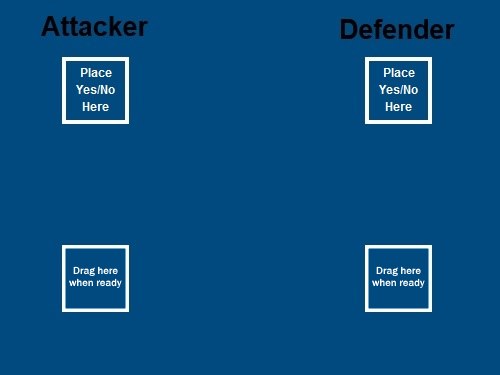 Attacker
Defender
Place
Yes/No
Here
Place
Yes/No
Here
Drag here
when ready
Drag here
when ready